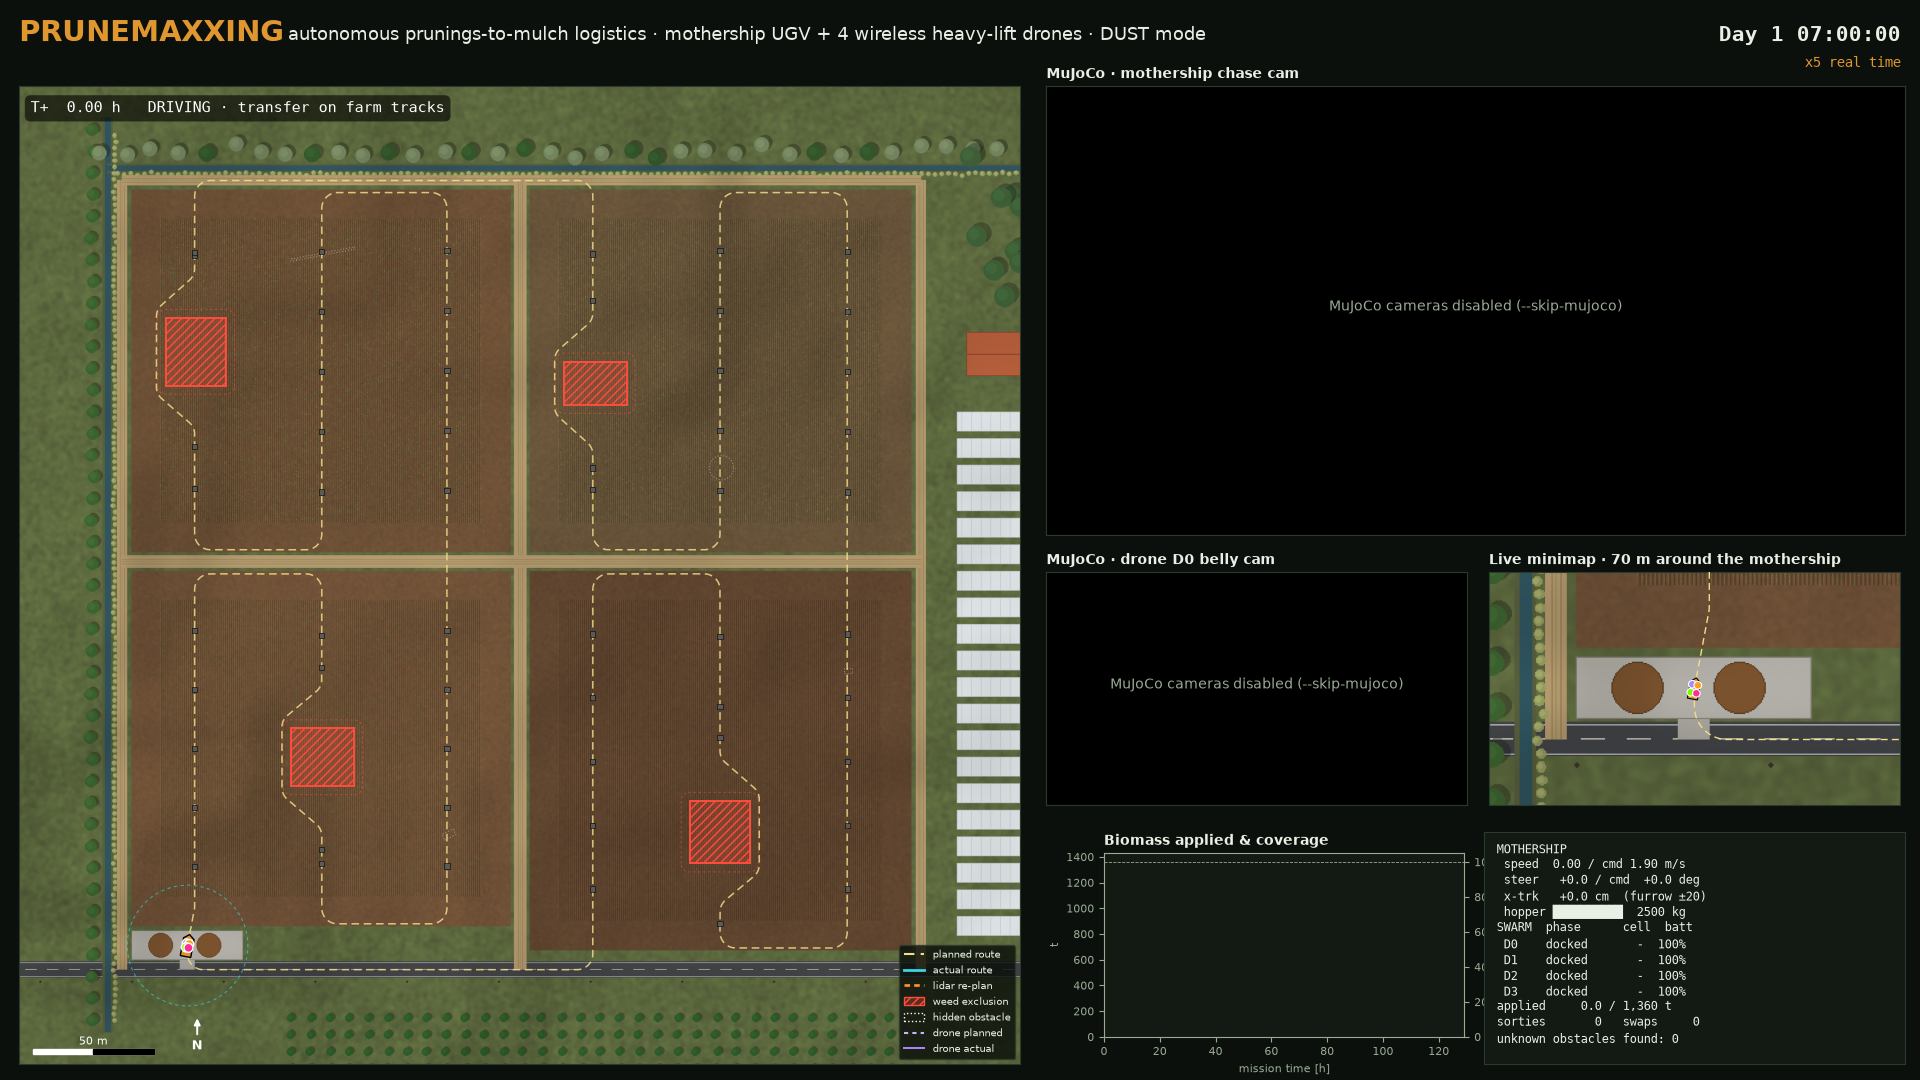 PRUNEMAXXING autonomous prunings-to-mulch logistics · mothership UGV + 4 wireless heavy-lift drones · DUST mode
Day 1 07:00:00
x5 real time
T+ 0.00 h DRIVING · transfer on farm tracks
50 m
N
planned route
actual route
lidar re-plan
weed exclusion
hidden obstacle
drone planned
drone actual
MuJoCo · mothership chase cam
MuJoCo cameras disabled (--skip-mujoco)
MuJoCo · drone D0 belly cam
MuJoCo cameras disabled (--skip-mujoco)
Live minimap · 70 m around the mothership
Biomass applied & coverage
1400
1200
1000
800
600
400
200
0
t
0 20 40 60 80 100 120
mission time [h]
0
MOTHERSHIP
speed 0.00 / cmd 1.90 m/s
steer +0.0 / cmd +0.0 deg
x-trk +0.0 cm (furrow ±20)
hopper 2500 kg
SWARM phase cell batt
D0 docked - 100%
D1 docked - 100%
D2 docked - 100%
D3 docked - 100%
applied 0.0 / 1,360 t
sorties 0 swaps 0
unknown obstacles found: 0